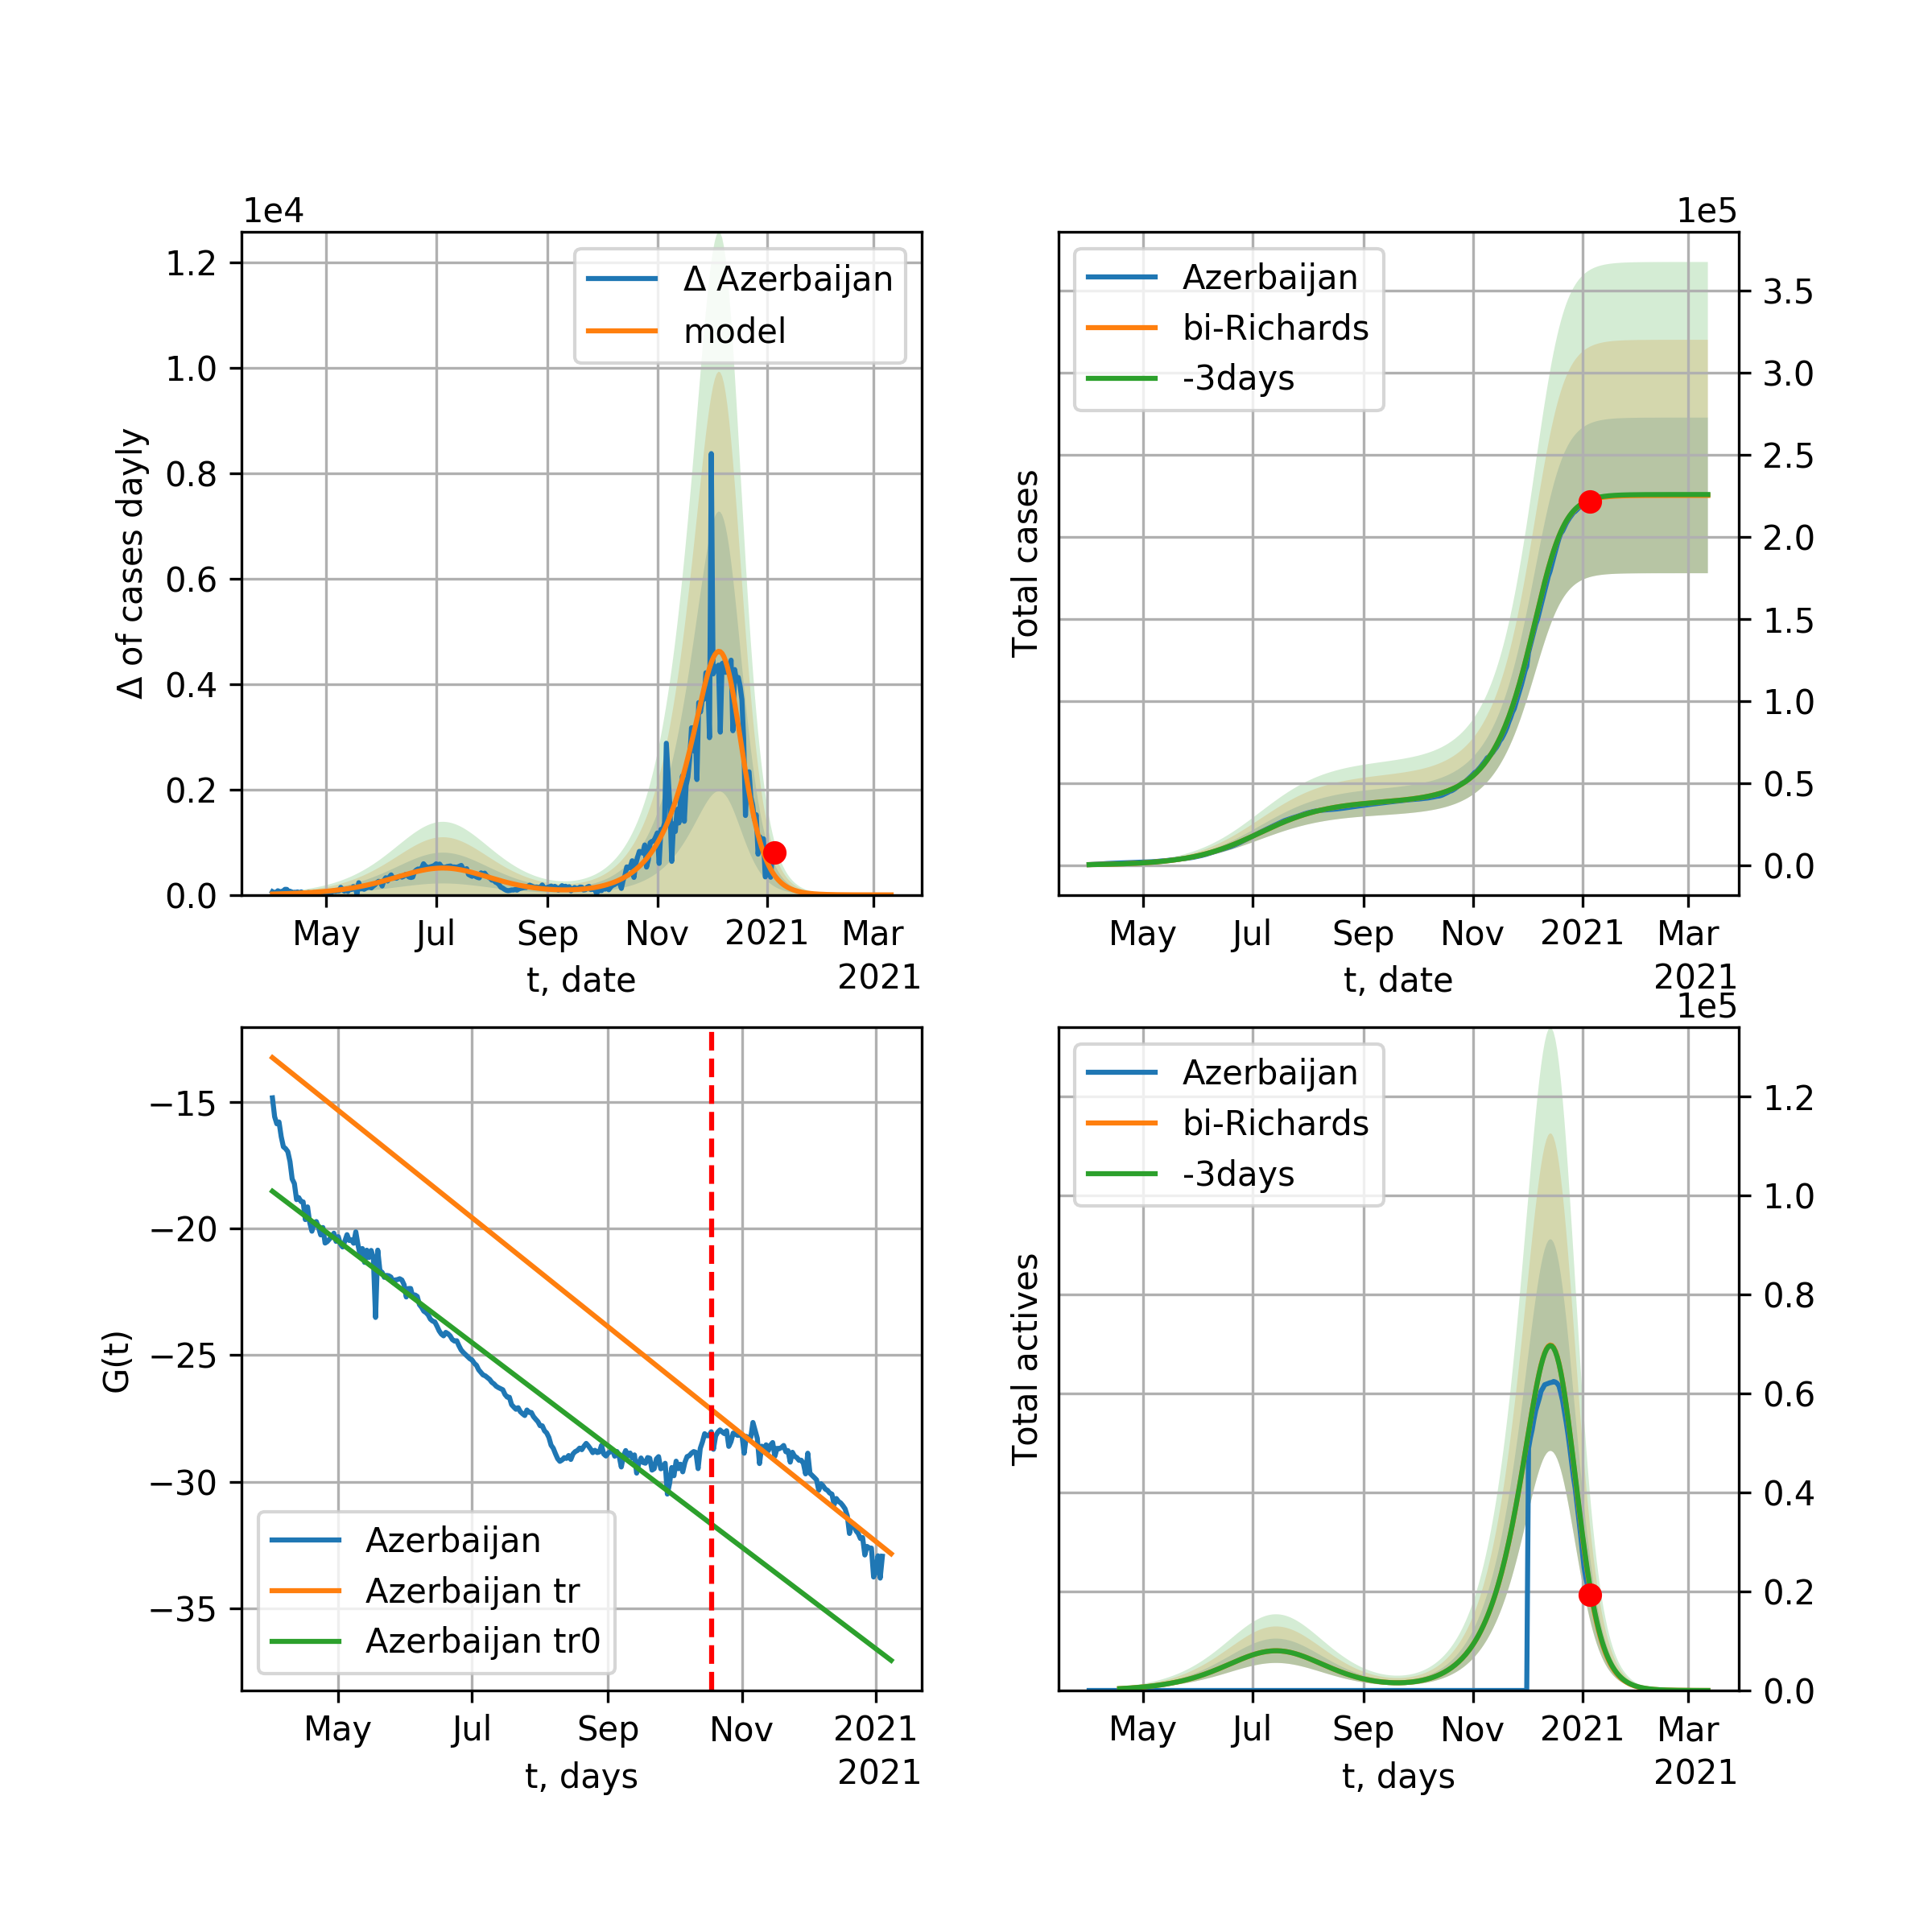 1e4
1.2
1.0
0.8
0.6
0.4
0.2
0.0
Δ of cases dayly
Δ Azerbaijan
model
May Jul Sep Nov 2021 Mar
t, date 2021
1e5
Azerbaijan
bi-Richards
-3days
Total cases
3.5
3.0
2.5
2.0
1.5
1.0
0.5
0.0
May Jul Sep Nov 2021 Mar
t, date 2021
−15
−20
−25
−30
−35
G(t)
Azerbaijan
Azerbaijan tr
Azerbaijan tr0
May Jul Sep Nov 2021
t, days 2021
1e5
Azerbaijan
bi-Richards
-3days
Total actives
1.2
1.0
0.8
0.6
0.4
0.2
0.0
May Jul Sep Nov 2021 Mar
t, days 2021